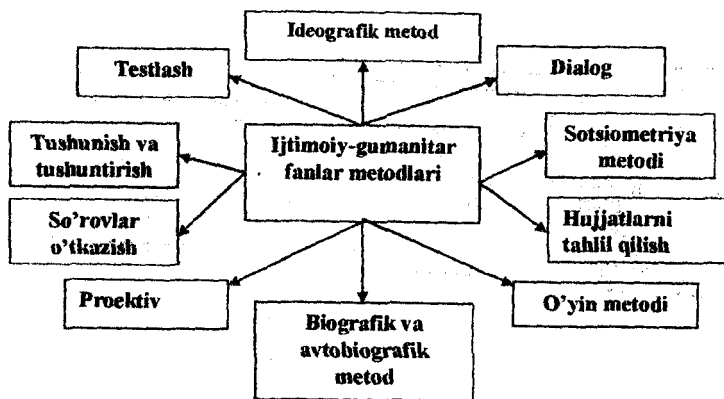 Ideografik metod
Testlash
Dialog
Tushunish va
tushuntirish
Ijtimoiy-gumanitar
fanlar metodlari
Sotsiometriya
metodi
So'rovlar
o'tkazish
Hujjatlarni
tahlil qilish
Proektiv
Biografik va
avtobiografik
metod
O'yin metodi